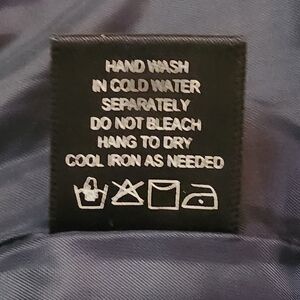 HAND WASH
IN COLD WATER
SEPARATELY
DO NOT BLEACH
HANG TO DRY
COOL IRON AS NEEDED